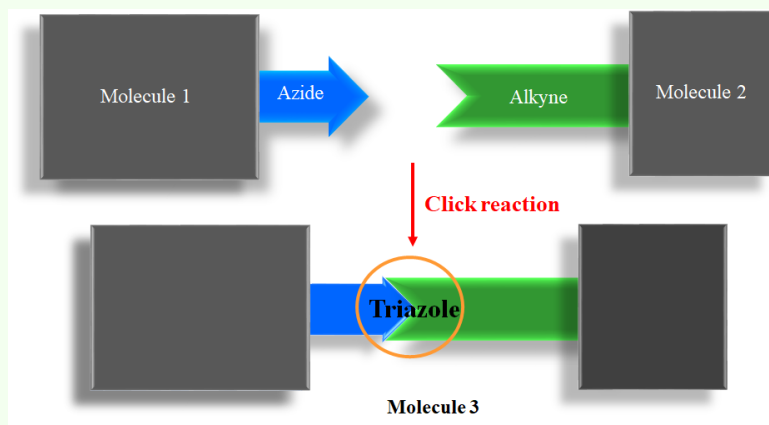 Molecule 1
Azide
Alkyne
Molecule 2
Click reaction
Triazole
Molecule 3